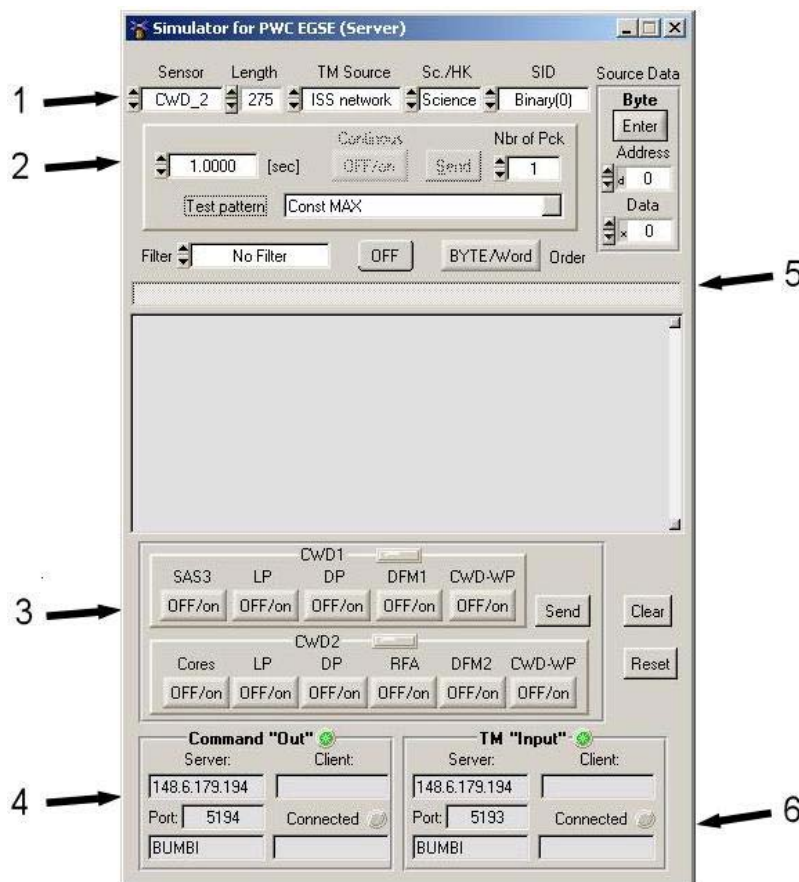 Simulator for PWC EGSE (Server)
Sensor Length TM Source Sc./HK SID Source Data
1 CWD_2 275 ISS network Science Binary(0) Byte
Enter
Continous Nbr of Pck Address
2 1.0000 [sec] OFF/on Send 1 d 0
Test pattern Const MAX Data
x 0
Filter No Filter OFF BYTE/Word Order
5
CWD1
SAS3 LP DP DFM1 CWD-WP
3 OFF/on OFF/on OFF/on OFF/on OFF/on Send Clear
CWD2
Cores LP DP RFA DFM2 CWD-WP Reset
OFF/on OFF/on OFF/on OFF/on OFF/on OFF/on
Command "Out" TM "Input"
Server: Client: Server: Client:
4 148.6.179.194 148.6.179.194
Port: 5194 Connected Port: 5193 Connected 6
BUMBI BUMBI